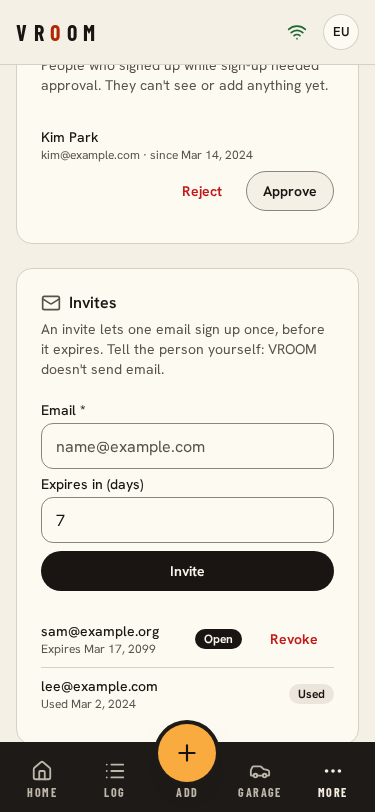 VROOM
EU
People who signed up while sign-up needed
approval. They can't see or add anything yet.
Kim Park
kim@example.com · since Mar 14, 2024
Reject
Approve
Invites
An invite lets one email sign up once, before
it expires. Tell the person yourself: VROOM
doesn't send email.
Email *
name@example.com
Expires in (days)
7
Invite
sam@example.org
Expires Mar 17, 2099
Open
Revoke
lee@example.com
Used Mar 2, 2024
Used
HOME
LOG
ADD
GARAGE
MORE